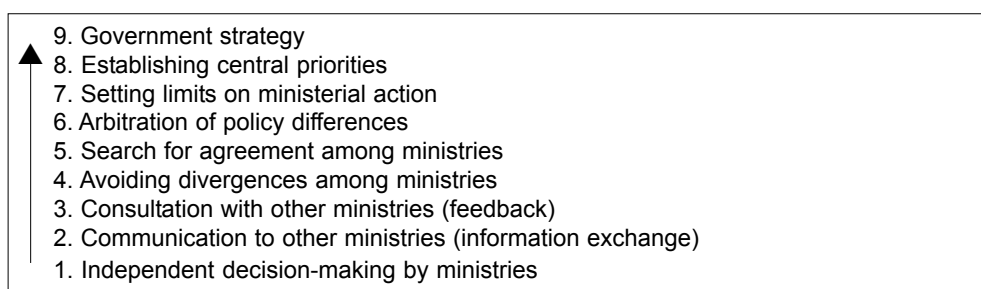 9. Government strategy
8. Establishing central priorities
7. Setting limits on ministerial action
6. Arbitration of policy differences
5. Search for agreement among ministries
4. Avoiding divergences among ministries
3. Consultation with other ministries (feedback)
2. Communication to other ministries (information exchange)
1. Independent decision-making by ministries